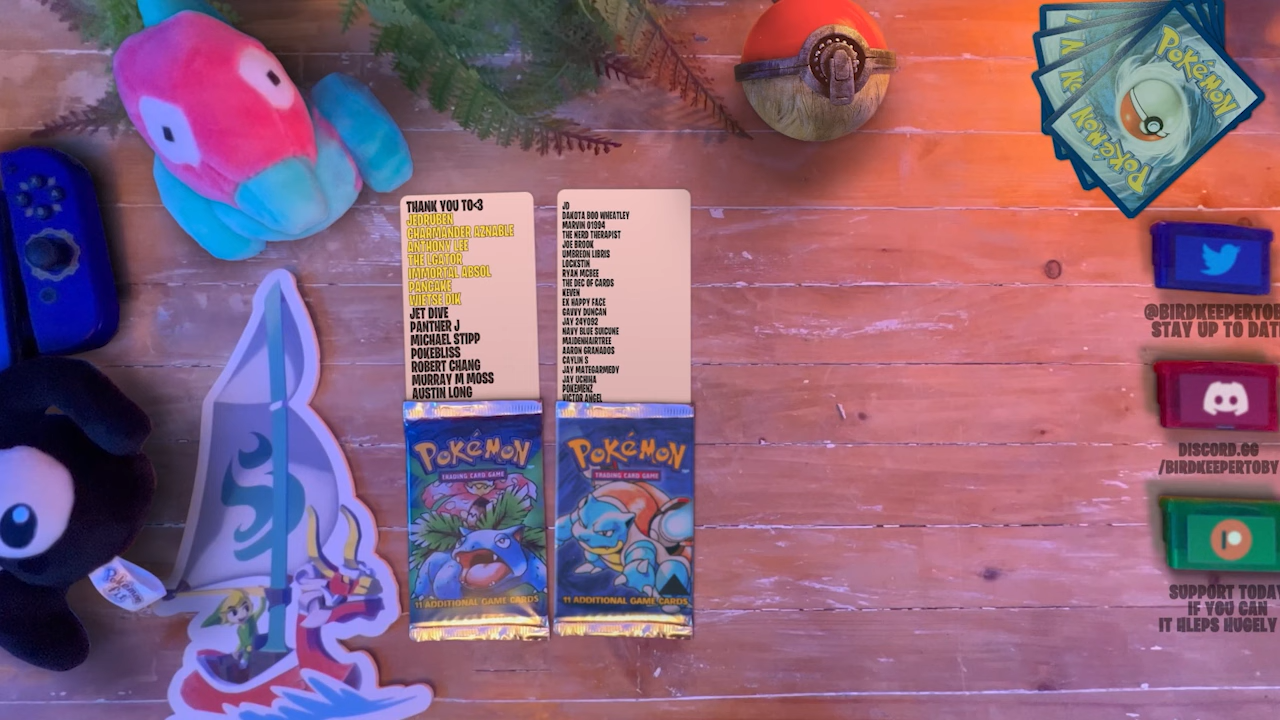 THANK YOU TO<3
JEDRUBEN
CHARMANDER AZNABLE
ANTHONY LEE
THE LGATOR
IMMORTAL ABSOL
PANCAKE
WIETSE DIK
JET DIVE
PANTHER J
MICHAEL STIPP
POKEBLISS
ROBERT CHANG
MURRAY M MOSS
AUSTIN LONG
JD
DAKOTA BOO WHEATLEY
MARVIN 01994
THE NERD THERAPIST
JOE BROOK
UMBREON LIBRIS
LOCKSTIN
RYAN MCBEE
THE DEC OF CARDS
KEVEN
EX HAPPY FACE
GAVVY DUNCAN
JAY 24Y092
NAVY BLUE SUICUNE
MAIDENHAIRTREE
AARON GRANADOS
CAYLIN S
JAY MATEGARMEDY
JAY UCHIHA
POKEMENZ
VICTOR ANGEL
POKéMON
TRADING CARD GAME
11 ADDITIONAL GAME CARDS
POKéMON
TRADING CARD GAME
11 ADDITIONAL GAME CARDS
POKéMON
POKéMON
@BIRDKEEPERTOB
STAY UP TO DAT
DISCORD.GG
/BIRDKEEPERTOBY
SUPPORT TODAY
IF YOU CAN
IT HLEPS HUGELY